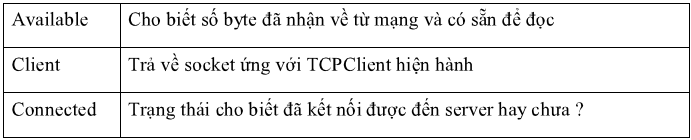 Available Cho biết số byte đã nhận về từ mạng và có sẵn để đọc
Client Trả về socket ứng với TCPClient hiện hành
Connected Trạng thái cho biết đã kết nối được đến server hay chưa ?